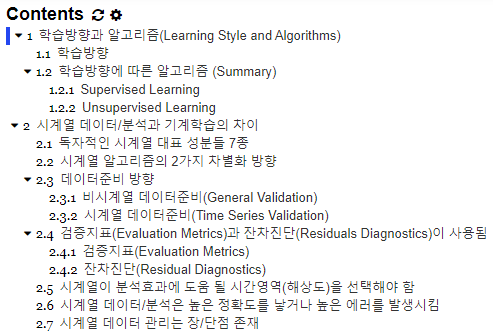 Contents
1 학습방향과 알고리즘(Learning Style and Algorithms)
1.1 학습방향
1.2 학습방향에 따른 알고리즘 (Summary)
1.2.1 Supervised Learning
1.2.2 Unsupervised Learning
2 시계열 데이터/분석과 기계학습의 차이
2.1 독자적인 시계열 대표 성분들 7종
2.2 시계열 알고리즘의 2가지 차별화 방향
2.3 데이터준비 방향
2.3.1 비시계열 데이터준비(General Validation)
2.3.2 시계열 데이터준비(Time Series Validation)
2.4 검증지표(Evaluation Metrics)과 잔차진단(Residuals Diagnostics)이 사용됨
2.4.1 검증지표(Evaluation Metrics)
2.4.2 잔차진단(Residual Diagnostics)
2.5 시계열이 분석효과에 도움 될 시간영역(해상도)을 선택해야 함
2.6 시계열 데이터/분석은 높은 정확도를 낳거나 높은 에러를 발생시킴
2.7 시계열 데이터 관리는 장/단점 존재